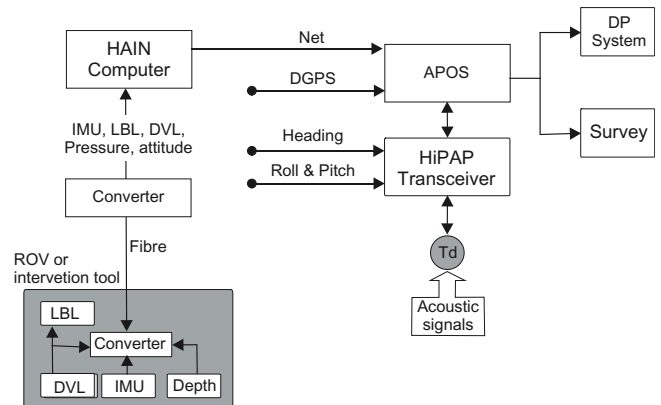 HAIN
Computer
Net
APOS
DP
System
DGPS
IMU, LBL, DVL,
Pressure, attitude
Heading
HiPAP
Transceiver
Roll & Pitch
Survey
Converter
Fibre
ROV or
intervetion tool
Td
Acoustic
signals
LBL
Converter
DVL
IMU
Depth